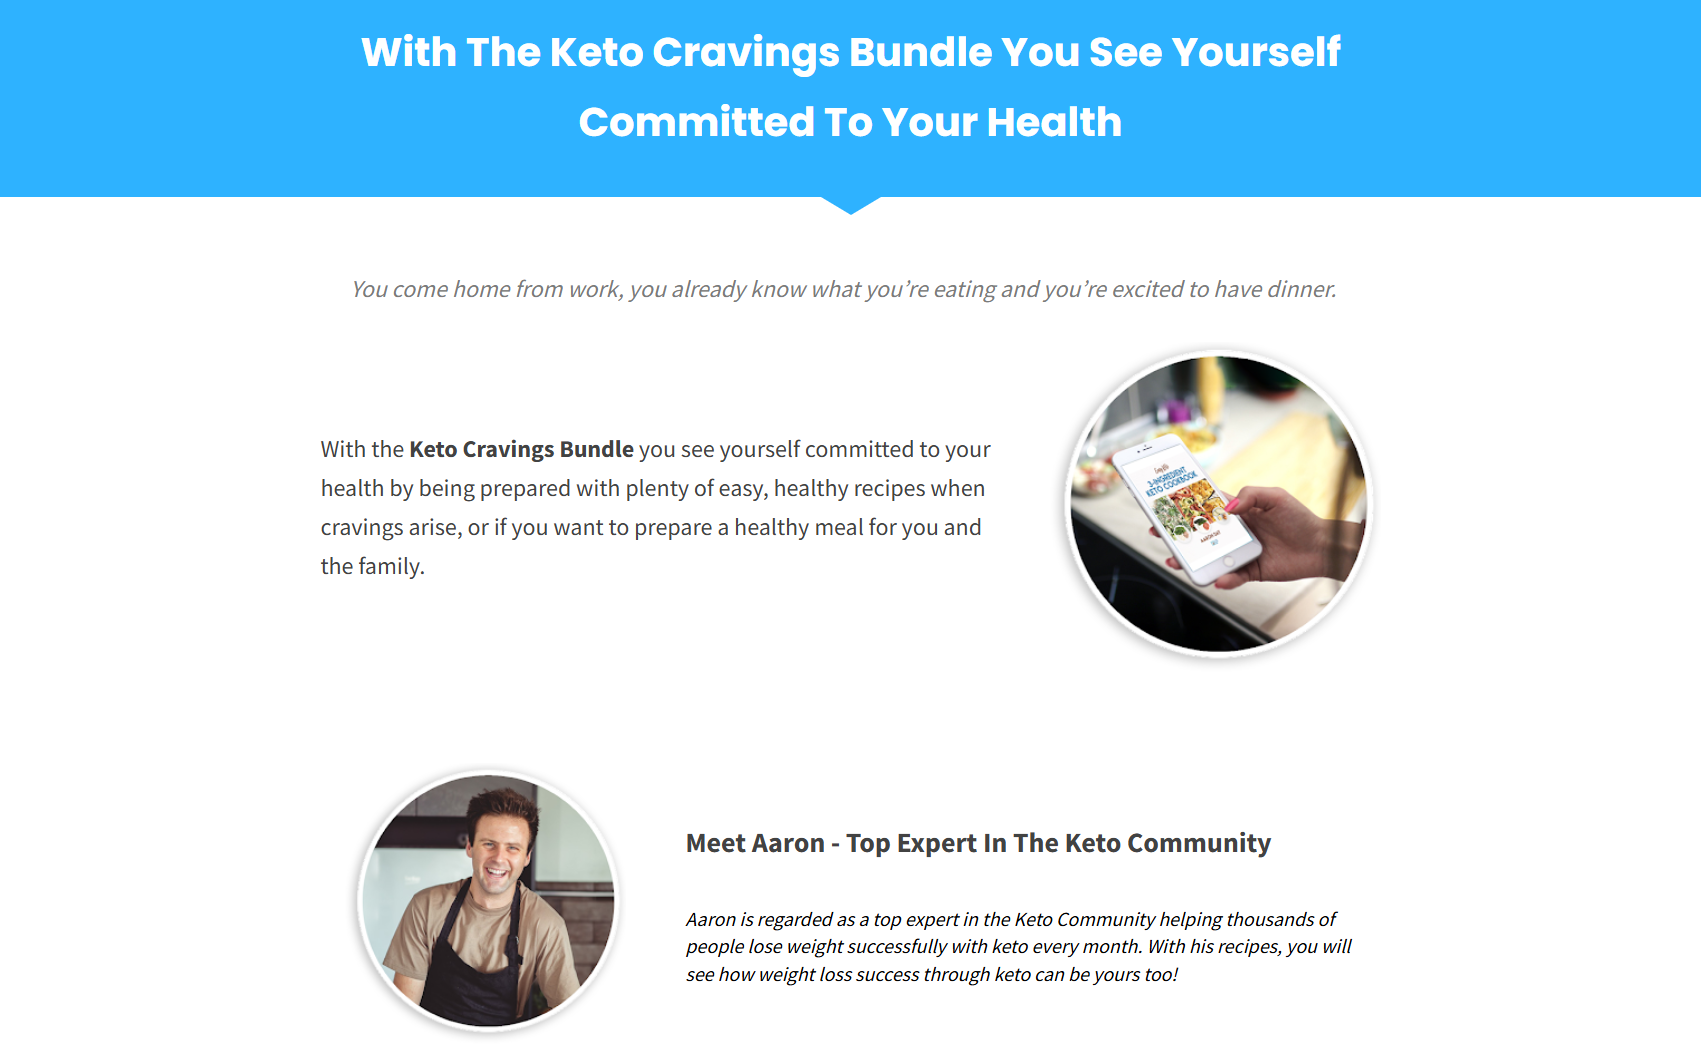 With The Keto Cravings Bundle You See Yourself
Committed To Your Health
You come home from work, you already know what you’re eating and you’re excited to have dinner.
With the Keto Cravings Bundle you see yourself committed to your
health by being prepared with plenty of easy, healthy recipes when
cravings arise, or if you want to prepare a healthy meal for you and
the family.
3-INGREDIENT
KETO COOKBOOK
Meet Aaron - Top Expert In The Keto Community
Aaron is regarded as a top expert in the Keto Community helping thousands of
people lose weight successfully with keto every month. With his recipes, you will
see how weight loss success through keto can be yours too!